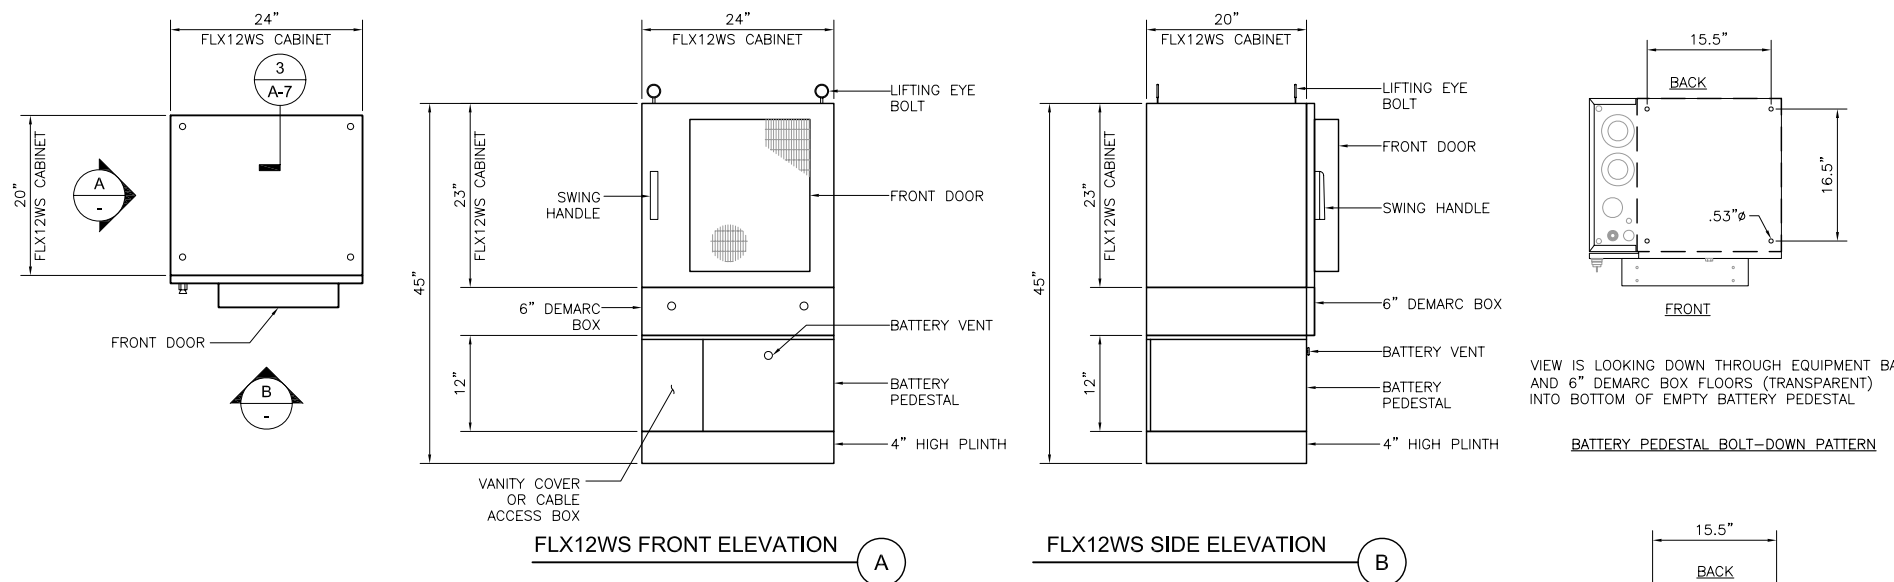 24"
FLX12WS CABINET
3
A-7
20"
FLX12WS CABINET
A
-
FRONT DOOR
B
-
24"
FLX12WS CABINET
LIFTING EYE
BOLT
45"
23"
FLX12WS CABINET
SWING
HANDLE
FRONT DOOR
6" DEMARC
BOX
BATTERY VENT
12"
BATTERY
PEDESTAL
4" HIGH PLINTH
VANITY COVER
OR CABLE
ACCESS BOX
FLX12WS FRONT ELEVATION
A
20"
FLX12WS CABINET
LIFTING EYE
BOLT
45"
23"
FLX12WS CABINET
FRONT DOOR
SWING HANDLE
6" DEMARC BOX
BATTERY VENT
12"
BATTERY
PEDESTAL
4" HIGH PLINTH
FLX12WS SIDE ELEVATION
B
15.5"
BACK
16.5"
.53"ø
FRONT
VIEW IS LOOKING DOWN THROUGH EQUIPMENT
AND 6" DEMARC BOX FLOORS (TRANSPARENT)
INTO BOTTOM OF EMPTY BATTERY PEDESTAL
BATTERY PEDESTAL BOLT-DOWN PATTERN
15.5"
BACK